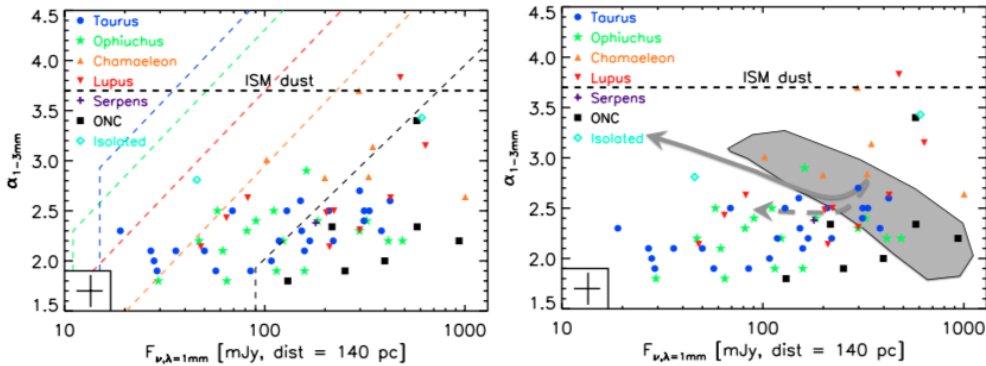 4.5
4.0
3.5
3.0
2.5
2.0
1.5
α1-3mm
Taurus
Ophiuchus
Chamaeleon
Lupus
Serpens
ONC
Isolated
ISM dust
10
100
1000
Fν,λ=1mm [mJy, dist = 140 pc]
4.5
4.0
3.5
3.0
2.5
2.0
1.5
α1-3mm
Taurus
Ophiuchus
Chamaeleon
Lupus
Serpens
ONC
Isolated
ISM dust
10
100
1000
Fν,λ=1mm [mJy, dist = 140 pc]